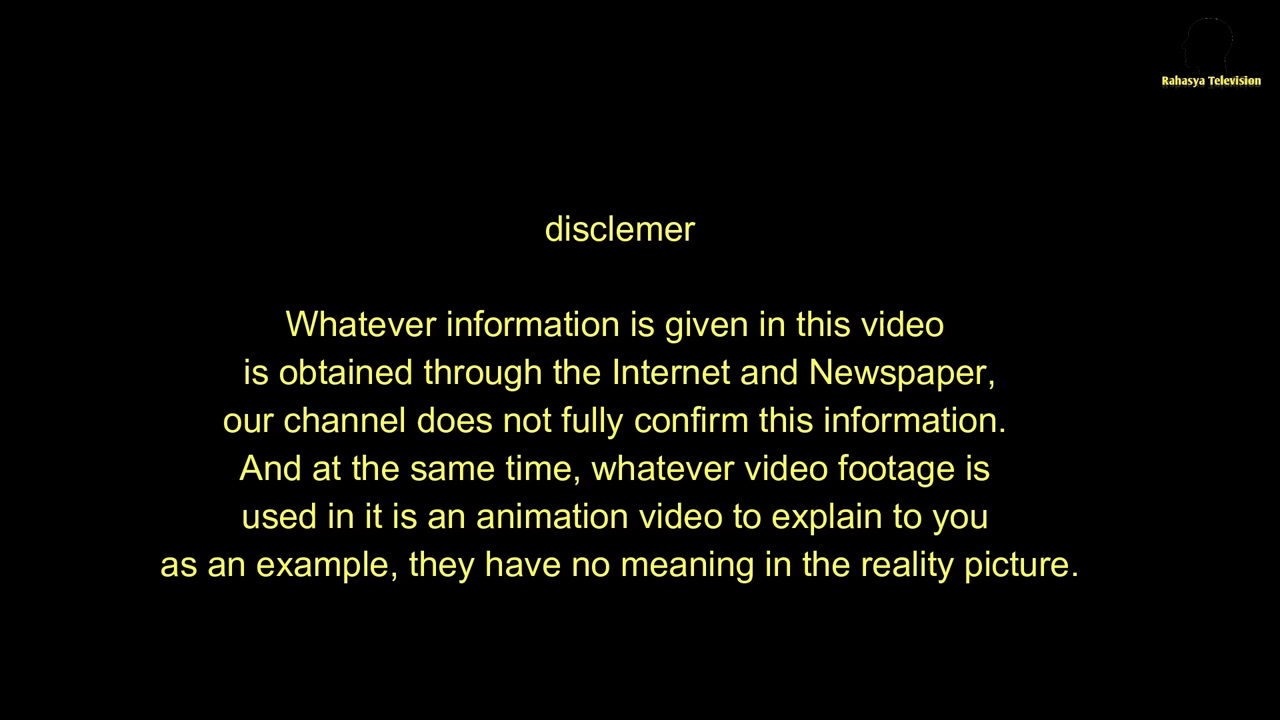 Rahasya Television
disclemer
Whatever information is given in this video
is obtained through the Internet and Newspaper,
our channel does not fully confirm this information.
And at the same time, whatever video footage is
used in it is an animation video to explain to you
as an example, they have no meaning in the reality picture.